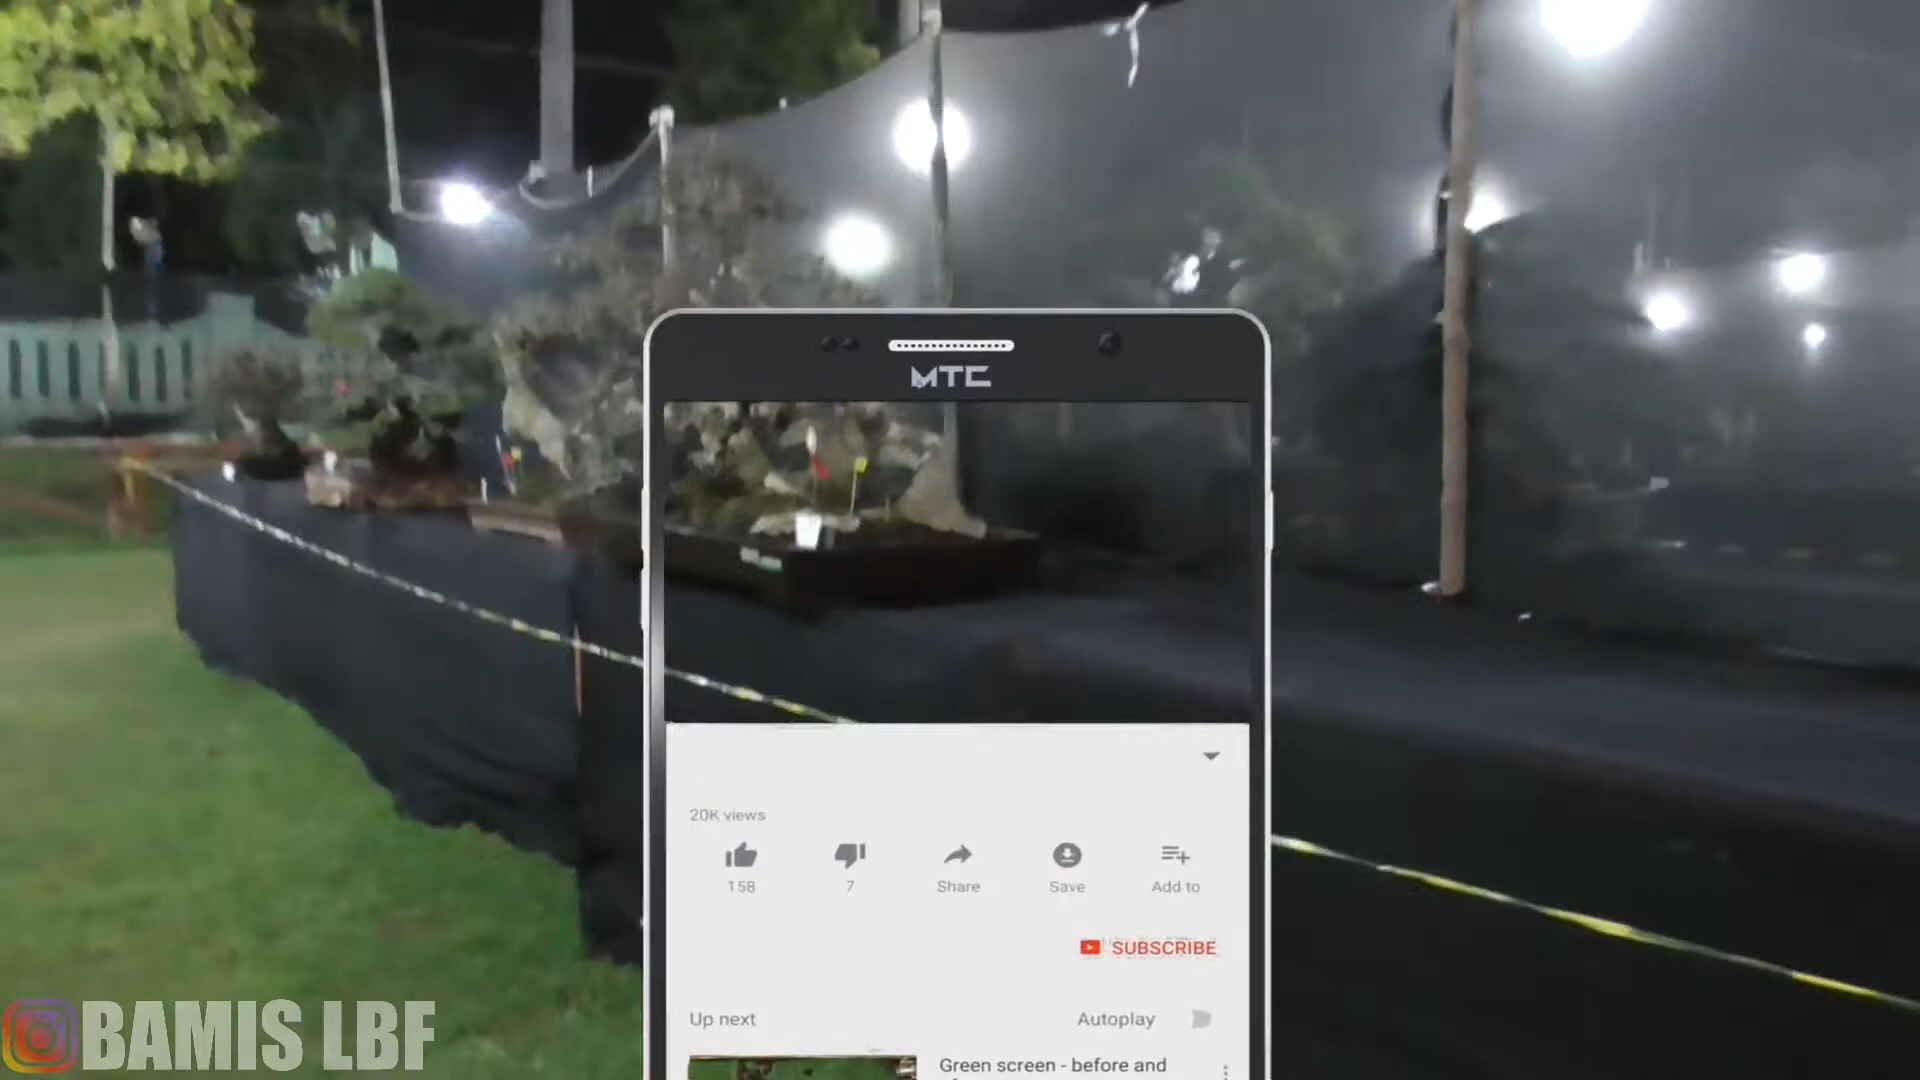 MTC
20K views
158
7
Share
Save
Add to
SUBSCRIBE
Up next
Autoplay
Green screen - before and
BAMIS LBF